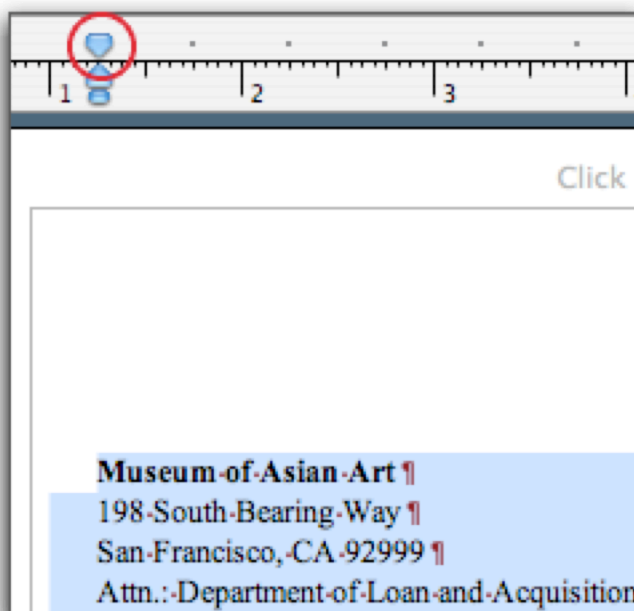 1 2 3
Click
Museum·of·Asian·Art¶
198·South·Bearing·Way¶
San·Francisco,·CA·92999¶
Attn.:·Department·of·Loan·and·Acquisition